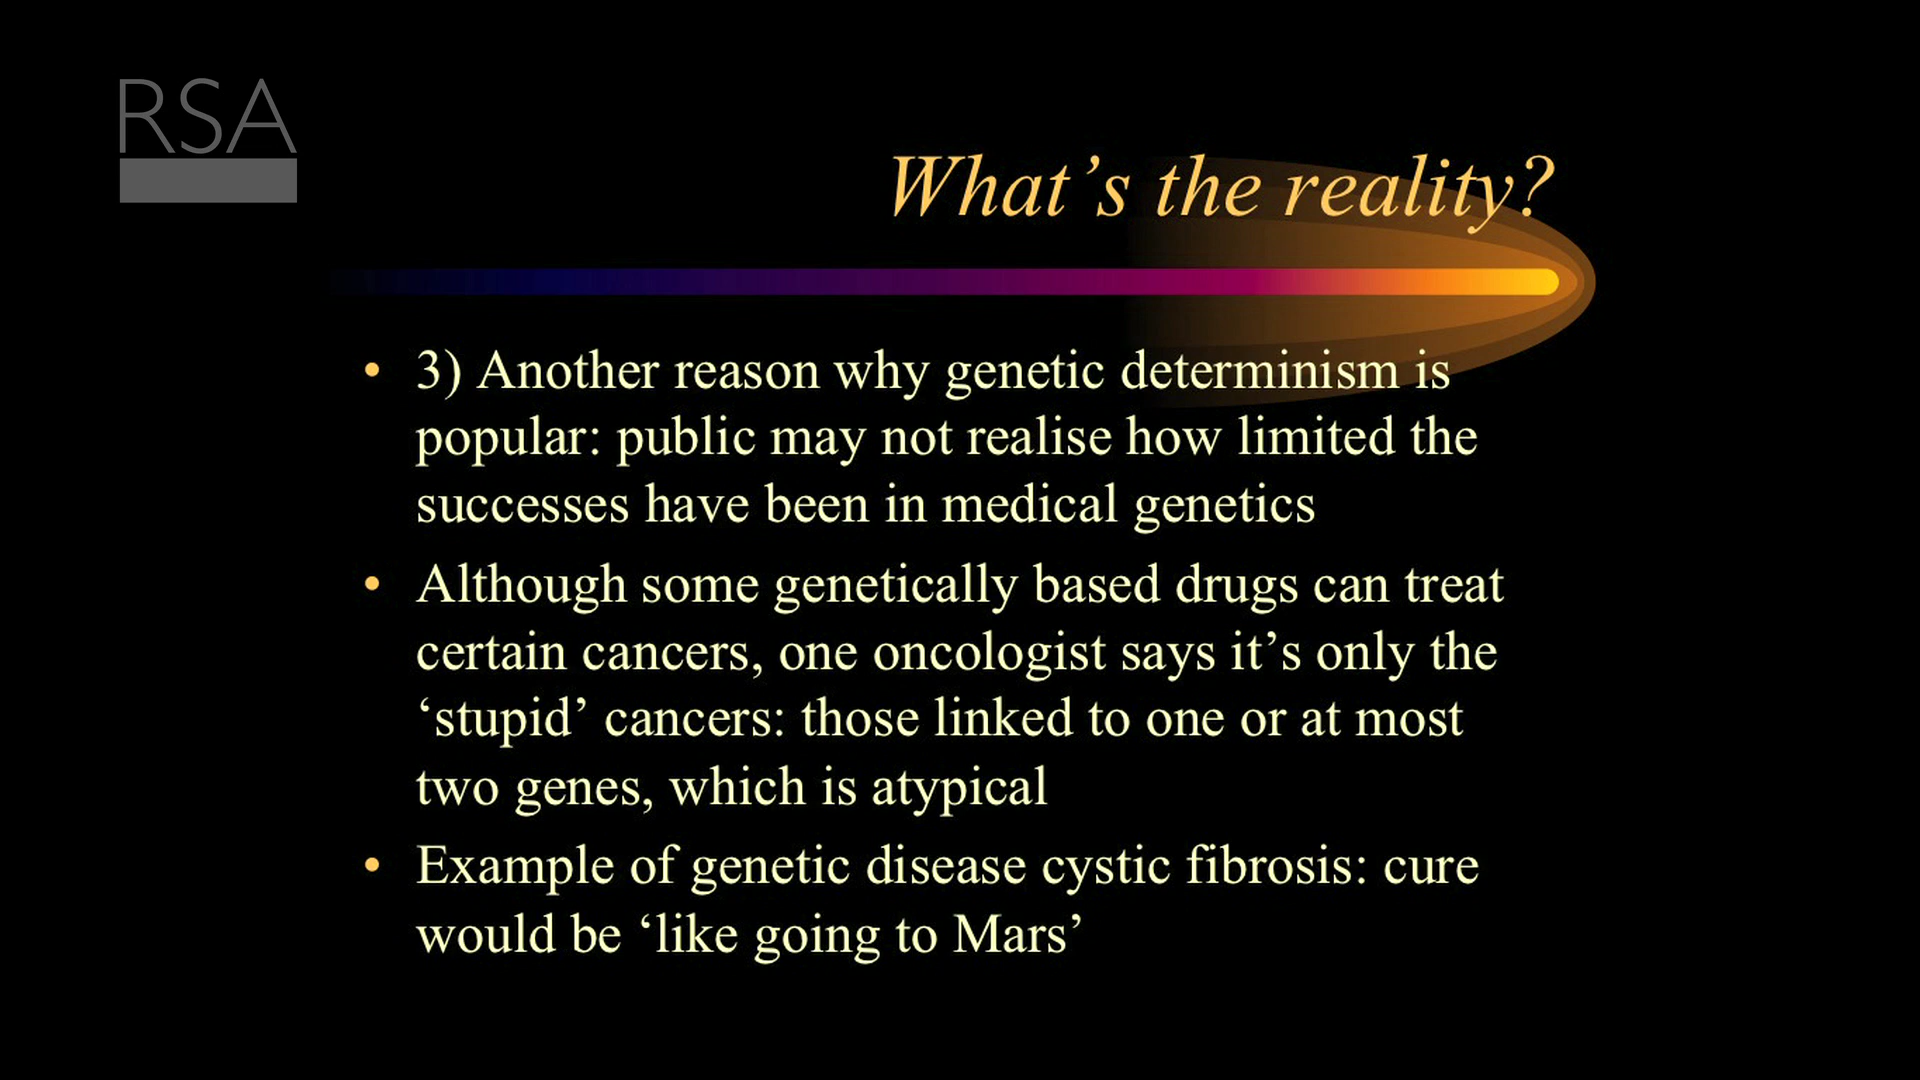 RSA
What’s the reality?
• 3) Another reason why genetic determinism is
popular: public may not realise how limited the
successes have been in medical genetics
• Although some genetically based drugs can treat
certain cancers, one oncologist says it’s only the
‘stupid’ cancers: those linked to one or at most
two genes, which is atypical
• Example of genetic disease cystic fibrosis: cure
would be ‘like going to Mars’